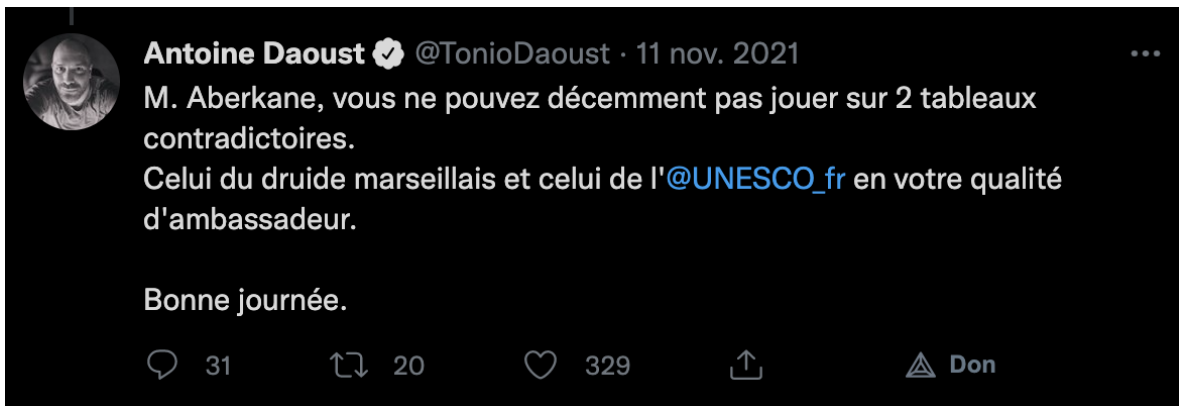 Antoine Daoust @TonioDaoust · 11 nov. 2021
M. Aberkane, vous ne pouvez décemment pas jouer sur 2 tableaux
contradictoires.
Celui du druide marseillais et celui de l'@UNESCO_fr en votre qualité
d'ambassadeur.
Bonne journée.
31 20 329 Don